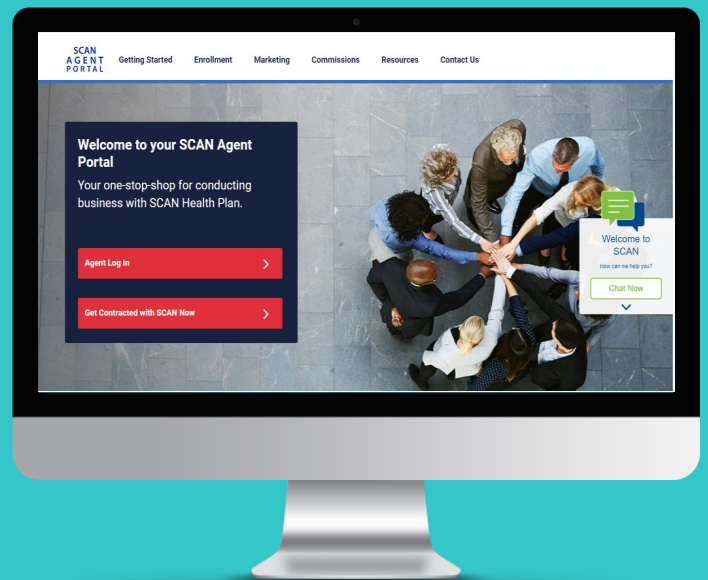 SCAN
AGENT
PORTAL
Getting Started
Enrollment
Marketing
Commissions
Resources
Contact Us
Welcome to your SCAN Agent
Portal
Your one-stop-shop for conducting
business with SCAN Health Plan.
Agent Log In
Get Contracted with SCAN Now
Welcome to
SCAN
How can we help you?
Chat Now